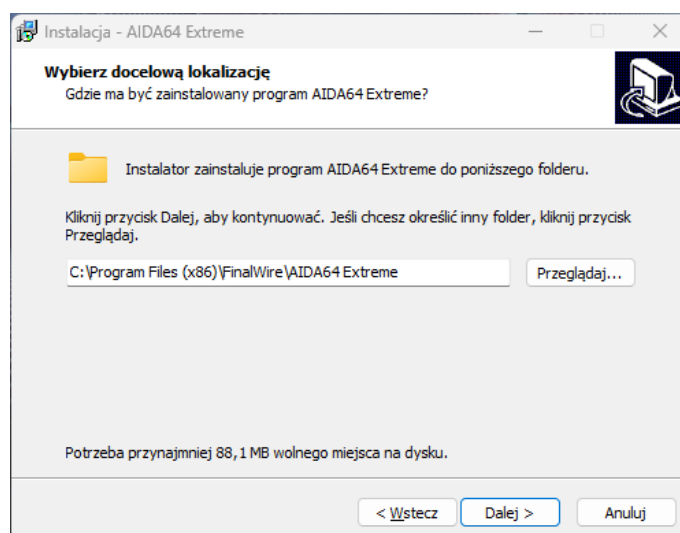 Instalacja - AIDA64 Extreme
Wybierz docelową lokalizację
Gdzie ma być zainstalowany program AIDA64 Extreme?
Instalator zainstaluje program AIDA64 Extreme do poniższego folderu.
Kliknij przycisk Dalej, aby kontynuować. Jeśli chcesz określić inny folder, kliknij przycisk
Przeglądaj.
C:\Program Files (x86)\FinalWire\AIDA64 Extreme
Przeglądaj...
Potrzeba przynajmniej 88,1 MB wolnego miejsca na dysku.
< Wstecz
Dalej >
Anuluj